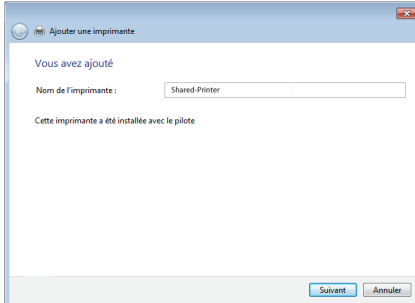 Ajouter une imprimante
Vous avez ajouté
Nom de l'imprimante : Shared-Printer
Cette imprimante a été installée avec le pilote
Suivant Annuler